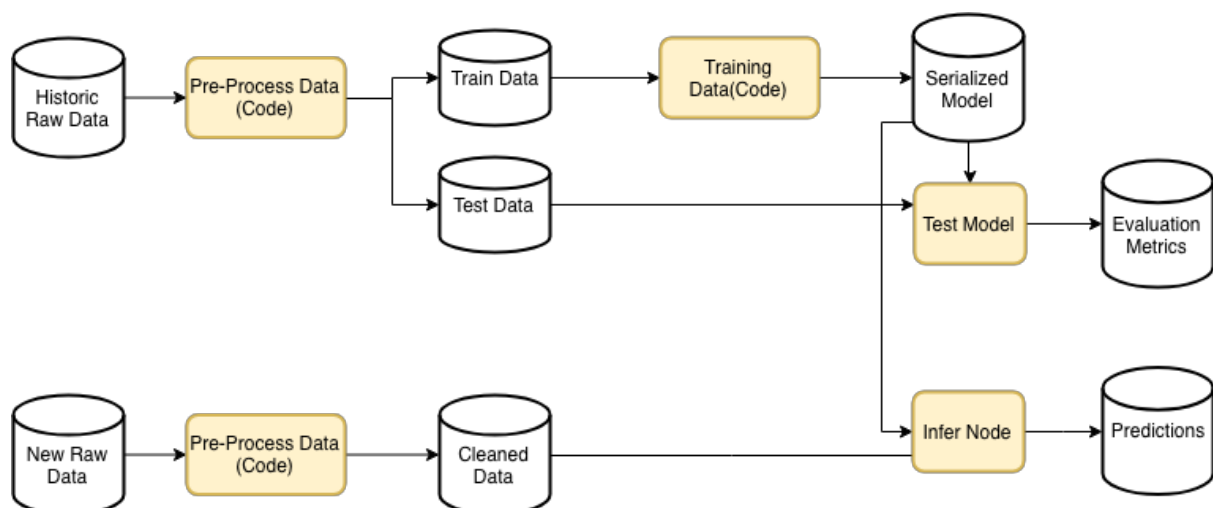 Historic
Raw Data
Pre-Process Data
(Code)
Train Data
Training
Data(Code)
Serialized
Model
Test Data
Test Model
Evaluation
Metrics
New Raw
Data
Pre-Process Data
(Code)
Cleaned
Data
Infer Node
Predictions